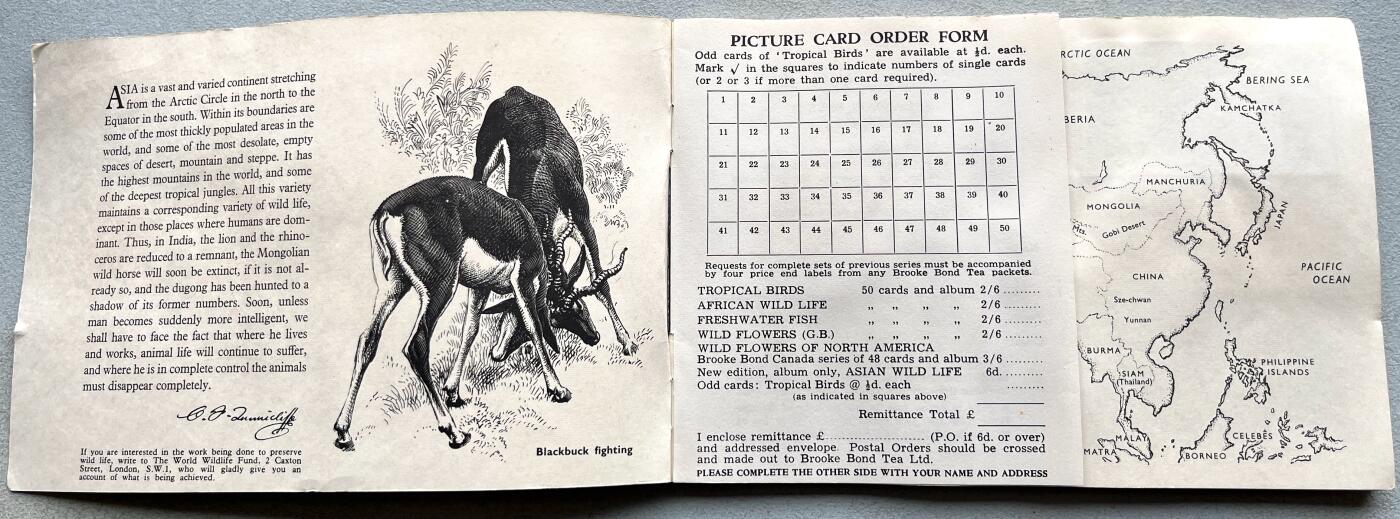 ASIA is a vast and varied continent stretching
from the Arctic Circle in the north to the
Equator in the south. Within its boundaries are
some of the most thickly populated areas in the
world, and some of the most desolate, empty
spaces of desert, mountain and steppe. It has
the highest mountains in the world, and some
of the deepest tropical jungles. All this variety
maintains a corresponding variety of wild life,
except in those places where humans are dom-
inant. Thus, in India, the lion and the rhino-
ceros are reduced to a remnant, the Mongolian
wild horse will soon be extinct, if it is not al-
ready so, and the dugong has been hunted to a
shadow of its former numbers. Soon, unless
man becomes suddenly more intelligent, we
shall have to face the fact that where he lives
and works, animal life will continue to suffer,
and where he is in complete control the animals
must disappear completely.
C. F. Tunnicliffe
If you are interested in the work being done to preserve
wild life, write to The World Wildlife Fund, 2 Caxton
Street, London, S.W.1, who will gladly give you an
account of what is being achieved.
Blackbuck fighting
PICTURE CARD ORDER FORM
Odd cards of 'Tropical Birds' are available at ½d. each.
Mark ✓ in the squares to indicate numbers of single cards
(or 2 or 3 if more than one card required).
1 2 3 4 5 6 7 8 9 10
11 12 13 14 15 16 17 18 19 20
21 22 23 24 25 26 27 28 29 30
31 32 33 34 35 36 37 38 39 40
41 42 43 44 45 46 47 48 49 50
Requests for complete sets of previous series must be accompanied
by four price end labels from any Brooke Bond Tea packets.
TROPICAL BIRDS 50 cards and album 2/6 .........
AFRICAN WILD LIFE „ „ „ „ 2/6 .........
FRESHWATER FISH „ „ „ „ 2/6 .........
WILD FLOWERS (G.B.) „ „ „ „ 2/6 .........
WILD FLOWERS OF NORTH AMERICA
Brooke Bond Canada series of 48 cards and album 3/6 .........
New edition, album only, ASIAN WILD LIFE 6d. .........
Odd cards: Tropical Birds @ ½d. each .........
(as indicated in squares above)
Remittance Total £
I enclose remittance £........................ (P.O. if 6d. or over)
and addressed envelope. Postal Orders should be crossed
and made out to Brooke Bond Tea Ltd.
PLEASE COMPLETE THE OTHER SIDE WITH YOUR NAME AND ADDRESS
RCTIC OCEAN
BERING SEA
KAMCHATKA
BERIA
MANCHURIA
MONGOLIA
Mts.
Gobi Desert
JAPAN
PACIFIC
OCEAN
CHINA
Sze-chwan
Yunnan
BURMA
SIAM
(Thailand)
PHILIPPINE
ISLANDS
MALAY
MATRA
BORNEO
CELEBES